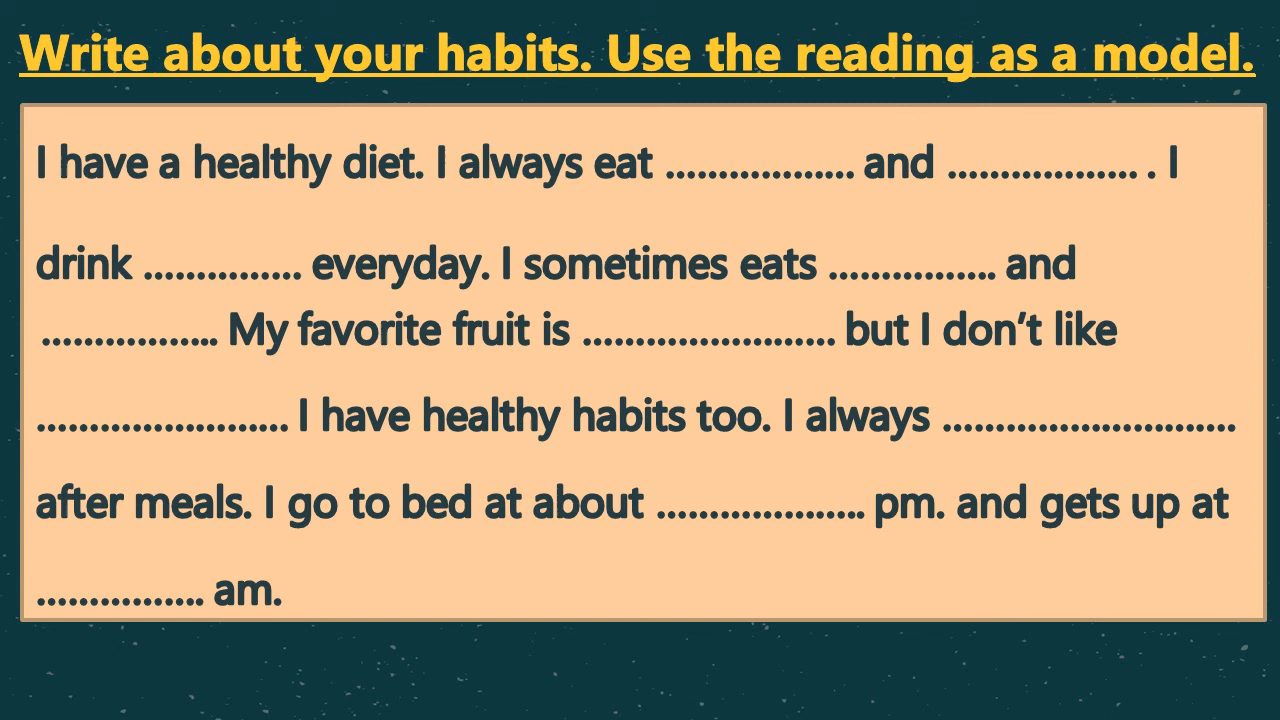 Write about your habits. Use the reading as a model.
I have a healthy diet. I always eat .................. and .................. . I
drink ............... everyday. I sometimes eats ................ and
................. My favorite fruit is ........................ but I don’t like
........................ I have healthy habits too. I always ............................
after meals. I go to bed at about .................... pm. and gets up at
................ am.